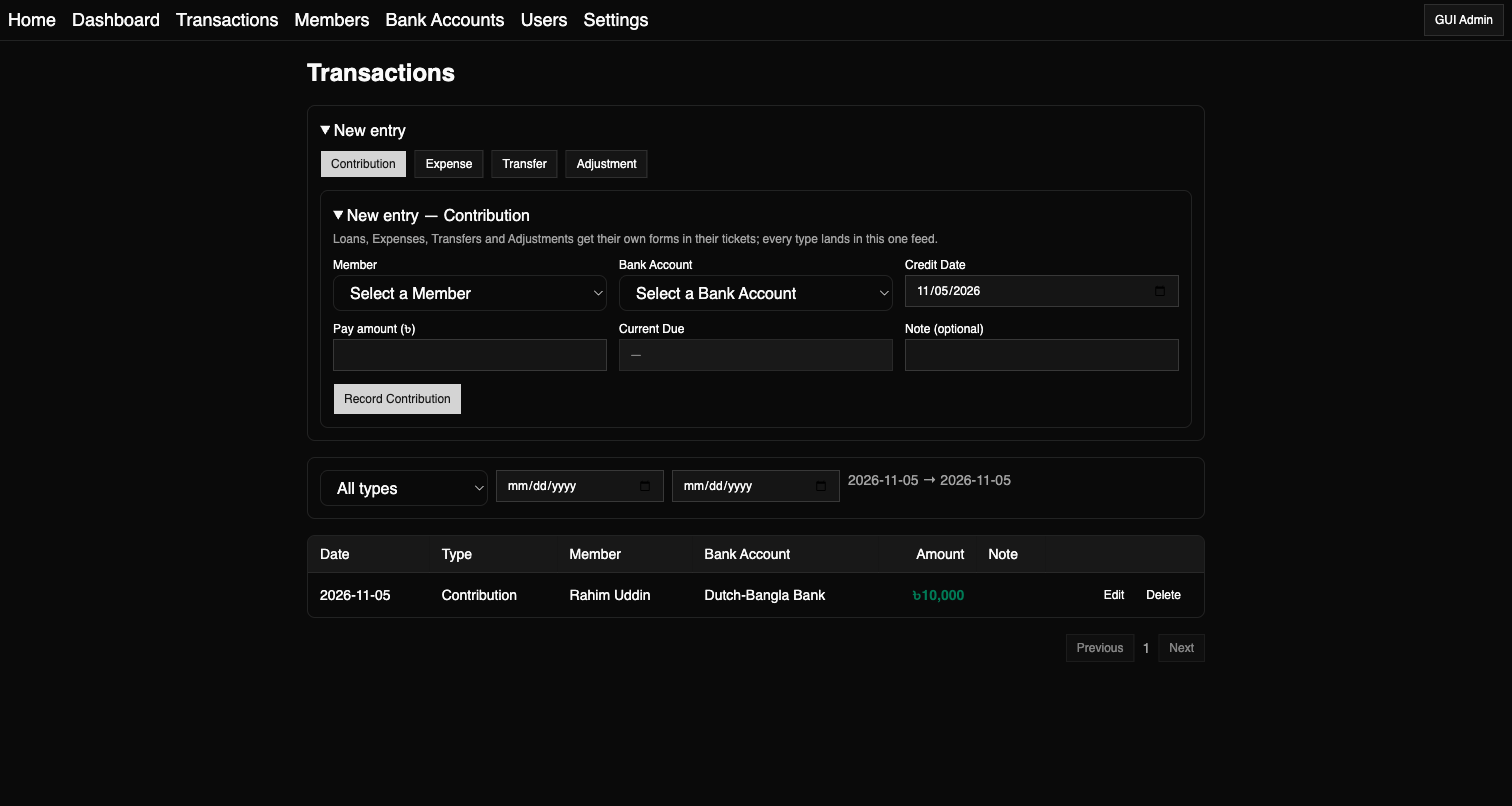 Home Dashboard Transactions Members Bank Accounts Users Settings GUI Admin
Transactions
▼ New entry
Contribution Expense Transfer Adjustment
▼ New entry — Contribution
Loans, Expenses, Transfers and Adjustments get their own forms in their tickets; every type lands in this one feed.
Member Bank Account Credit Date
Select a Member Select a Bank Account 11/05/2026
Pay amount (৳) Current Due Note (optional)
—
Record Contribution
All types mm/dd/yyyy mm/dd/yyyy 2026-11-05 → 2026-11-05
Date Type Member Bank Account Amount Note
2026-11-05 Contribution Rahim Uddin Dutch-Bangla Bank ৳10,000 Edit Delete
Previous 1 Next